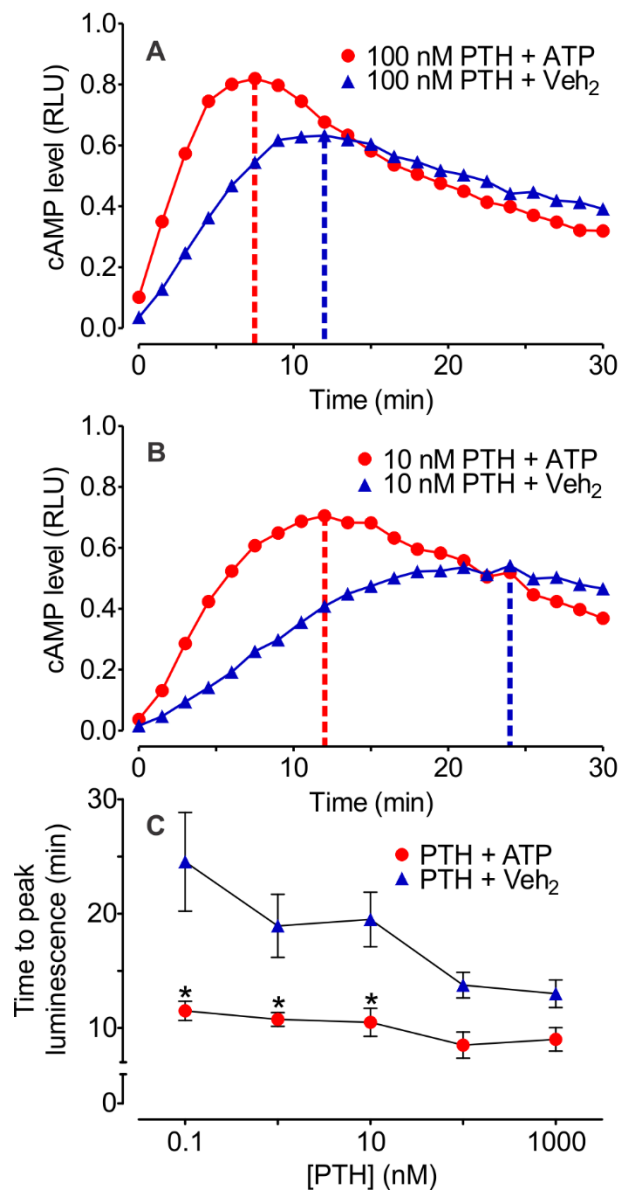 A
100 nM PTH + ATP
100 nM PTH + Veh2
cAMP level (RLU)
1.0
0.8
0.6
0.4
0.2
0.0
0 10 20 30
Time (min)
B
10 nM PTH + ATP
10 nM PTH + Veh2
cAMP level (RLU)
1.0
0.8
0.6
0.4
0.2
0.0
0 10 20 30
Time (min)
C
PTH + ATP
PTH + Veh2
Time to peak
luminescence (min)
30
20
10
0
* * *
0.1 10 1000
[PTH] (nM)